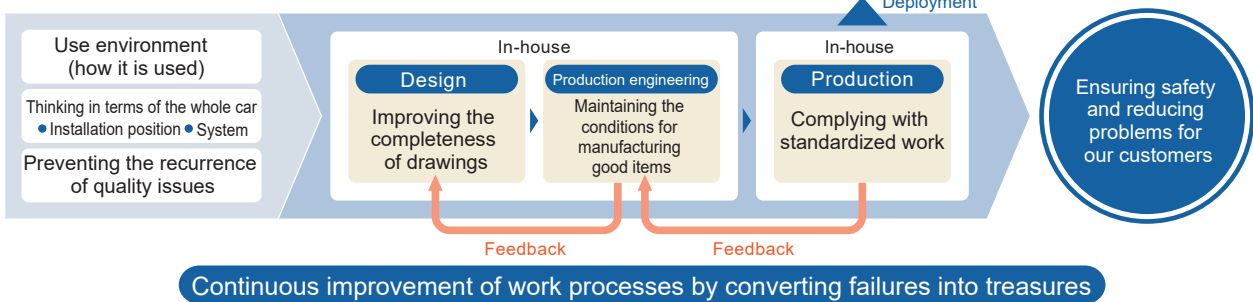 Deployment
Use environment
(how it is used)
Thinking in terms of the whole car
● Installation position ● System
Preventing the recurrence
of quality issues
In-house
Design
Improving the
completeness
of drawings
Production engineering
Maintaining the
conditions for
manufacturing
good items
In-house
Production
Complying with
standardized work
Ensuring safety
and reducing
problems for
our customers
Feedback
Feedback
Continuous improvement of work processes by converting failures into treasures